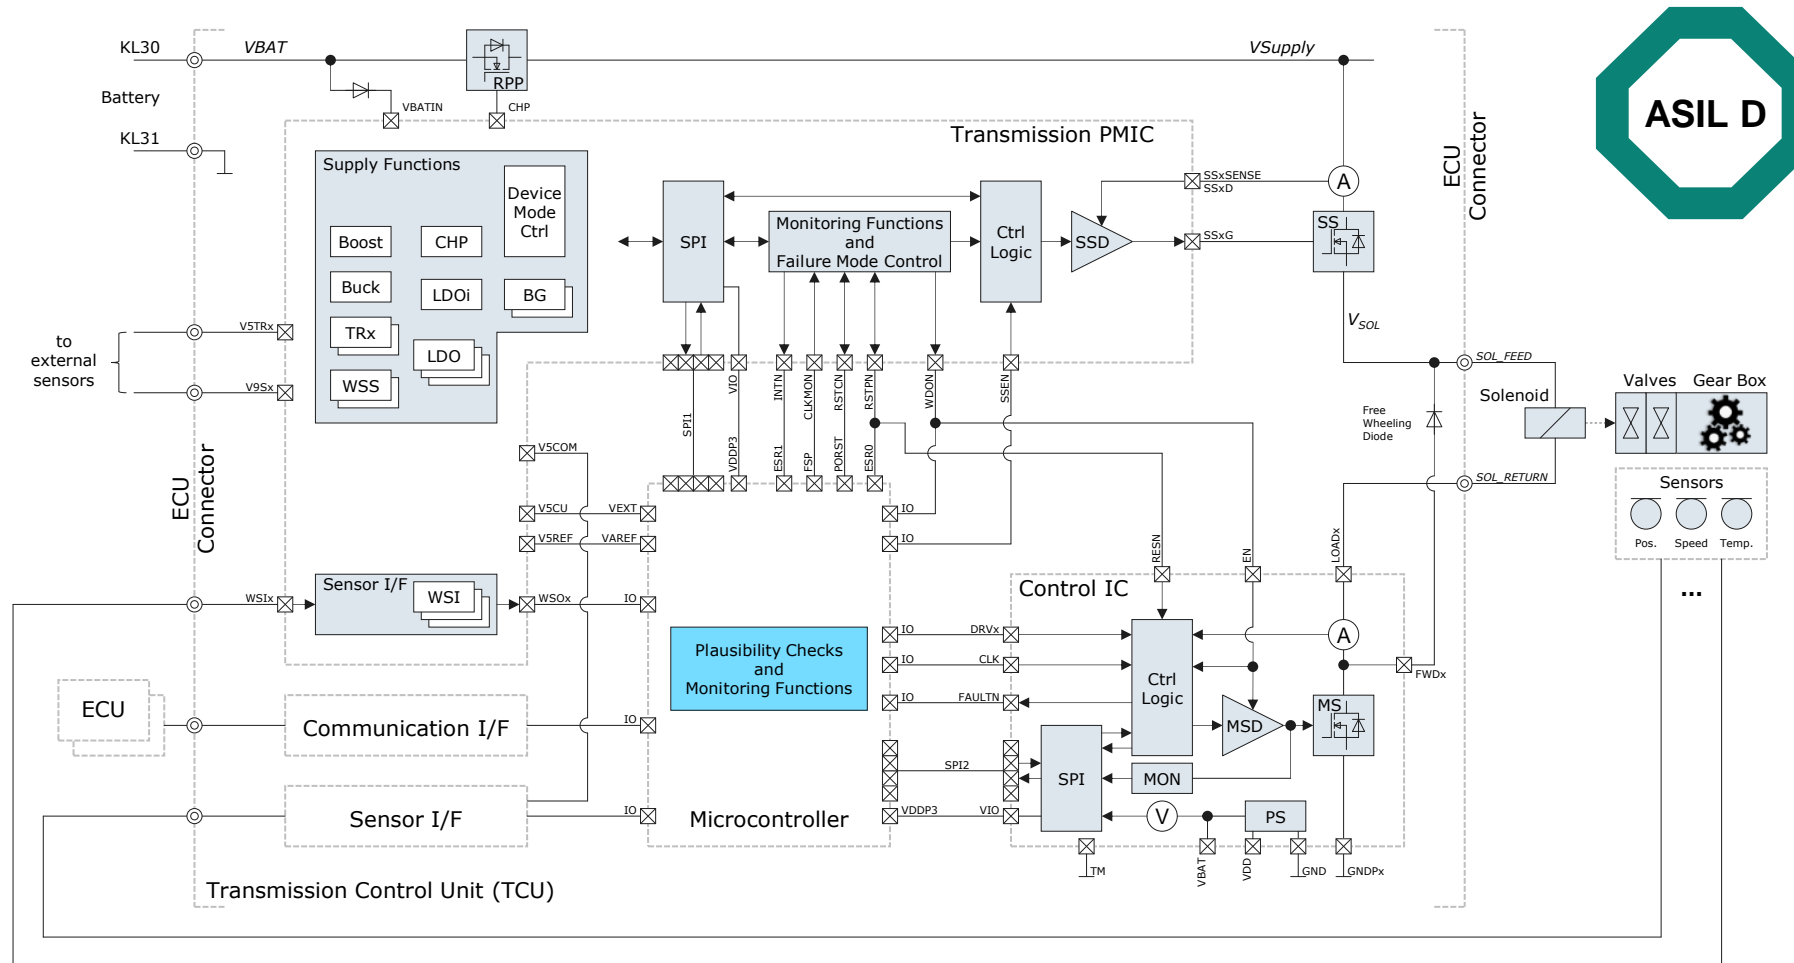 KL30
VBAT
VSupply
RPP
Battery
VBATIN
CHP
ASIL D
KL31
Transmission PMIC
ECU
Connector
Supply Functions
Device
Mode
Ctrl
Boost
CHP
Buck
LDOi
BG
TRx
LDO
WSS
SPI
Monitoring Functions
and
Failure Mode Control
Ctrl
Logic
SSD
SSxSENSE
SSxD
A
SSxG
SS
VSOL
to
external
sensors
V5TRx
V9Sx
VIO
INTN
CLKMON
RSTCN
RSTPN
WDON
SSEN
SPI1
VDDP3
ESR1
FSP
PORST
ESR0
SOL_FEED
Free
Wheeling
Diode
Solenoid
Valves
Gear Box
SOL_RETURN
Sensors
Pos.
Speed
Temp.
...
ECU
Connector
V5COM
V5CU
VEXT
V5REF
VAREF
IO
IO
RESN
EN
LOADx
Sensor I/F
WSI
WSIx
WSOx
IO
Control IC
Plausibility Checks
and
Monitoring Functions
IO
DRVx
IO
CLK
IO
FAULTN
Ctrl
Logic
A
FWDx
MSD
MS
ECU
Communication I/F
IO
SPI2
SPI
MON
Sensor I/F
IO
Microcontroller
VDDP3
VIO
V
PS
TM
VBAT
VDD
GND
GNDPx
Transmission Control Unit (TCU)